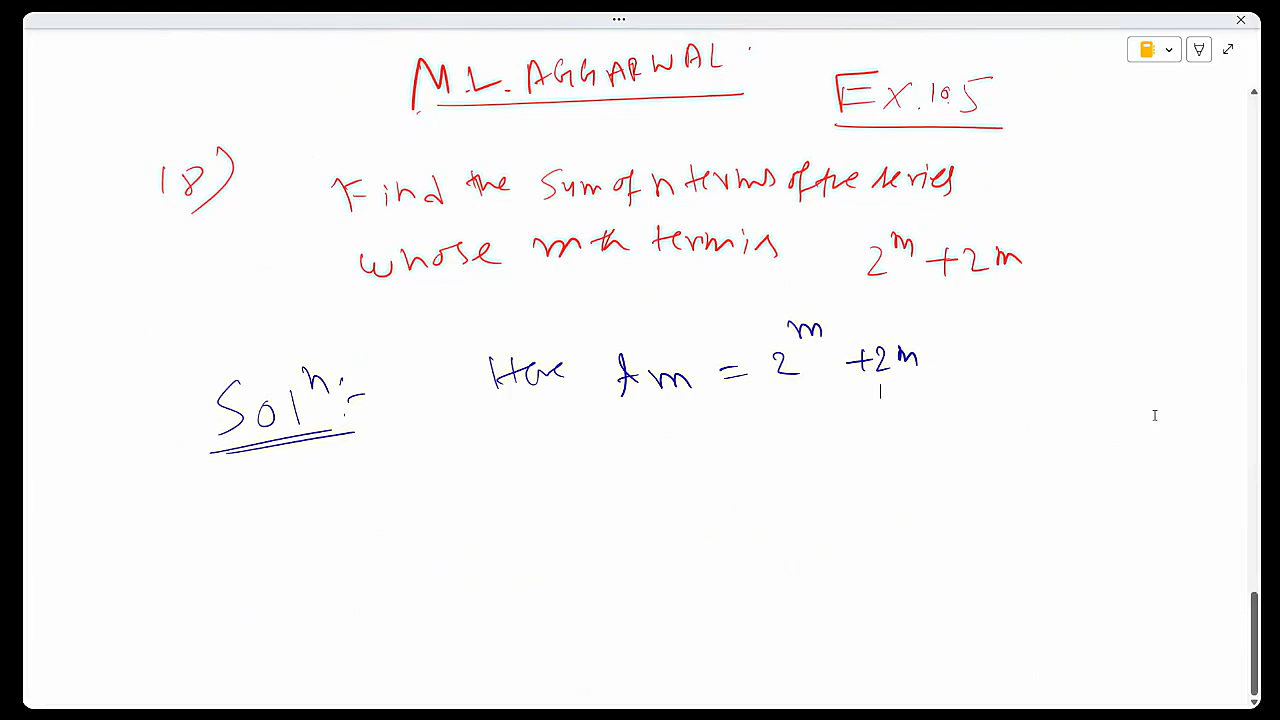 M.L. AGGARWAL
Ex.10.5
18)
Find the sum of n terms of the series
whose mth term is 2^m + 2m
Solⁿ:-
Here tm = 2^m + 2m